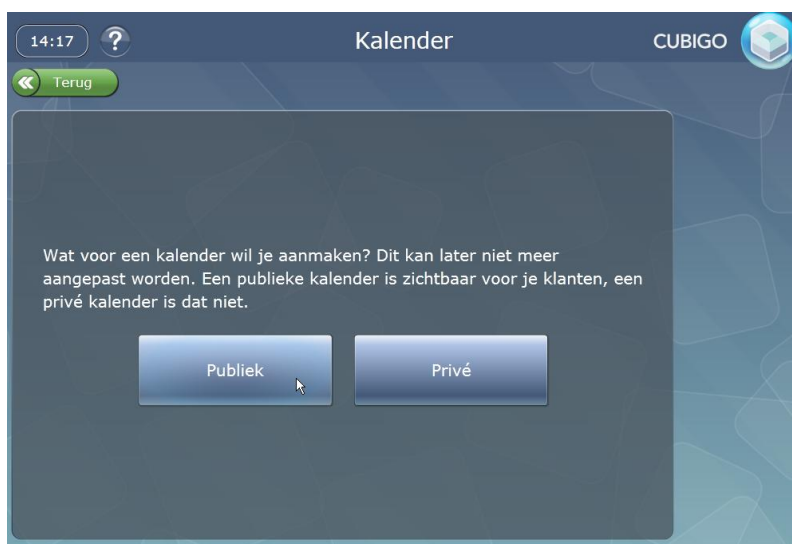 14:17
?
Kalender
CUBIGO
Terug
Wat voor een kalender wil je aanmaken? Dit kan later niet meer
aangepast worden. Een publieke kalender is zichtbaar voor je klanten, een
privé kalender is dat niet.
Publiek
Privé